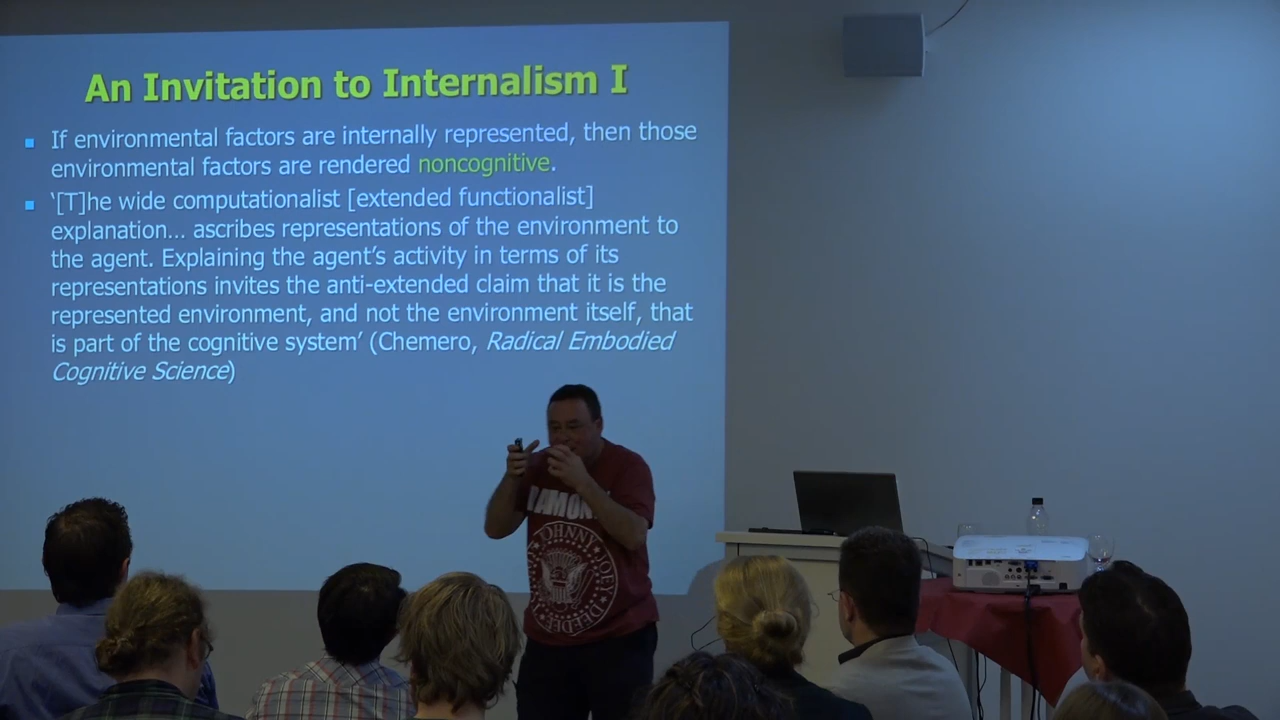 An Invitation to Internalism I
If environmental factors are internally represented, then those
environmental factors are rendered noncognitive.
‘[T]he wide computationalist [extended functionalist]
explanation… ascribes representations of the environment to
the agent. Explaining the agent’s activity in terms of its
representations invites the anti-extended claim that it is the
represented environment, and not the environment itself, that
is part of the cognitive system’ (Chemero, Radical Embodied
Cognitive Science)
JOHNNY JOEY DEEDEE